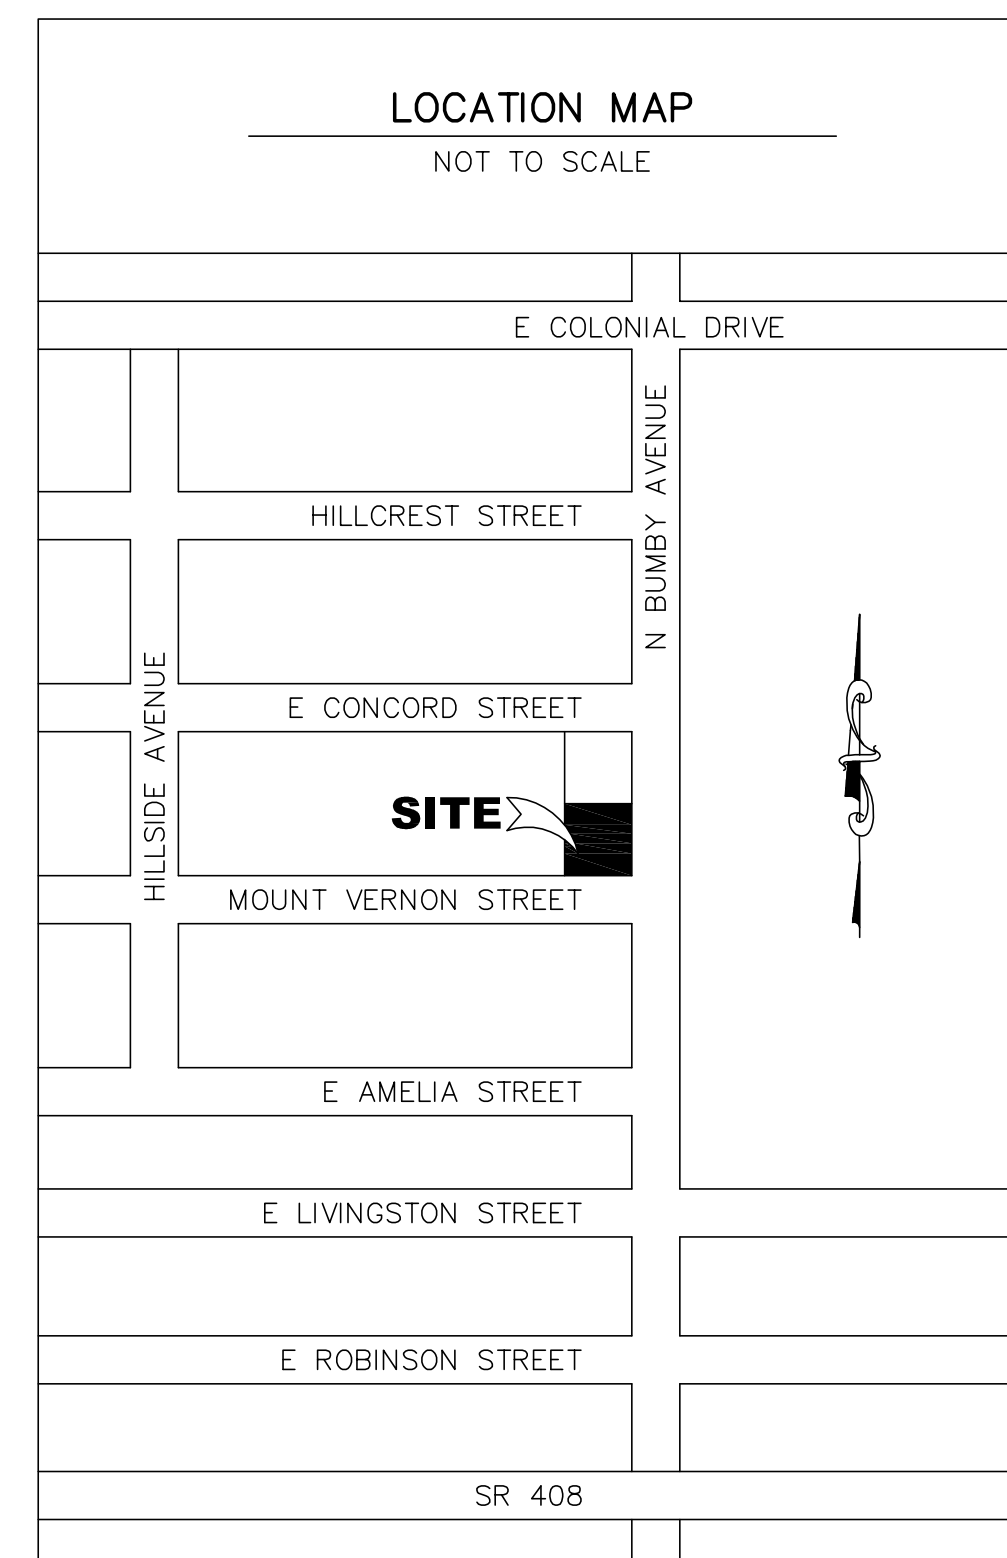 LOCATION MAP
NOT TO SCALE
E COLONIAL DRIVE
N BUMBY AVENUE
HILLCREST STREET
HILLSIDE AVENUE
E CONCORD STREET
SITE
MOUNT VERNON STREET
E AMELIA STREET
E LIVINGSTON STREET
E ROBINSON STREET
SR 408